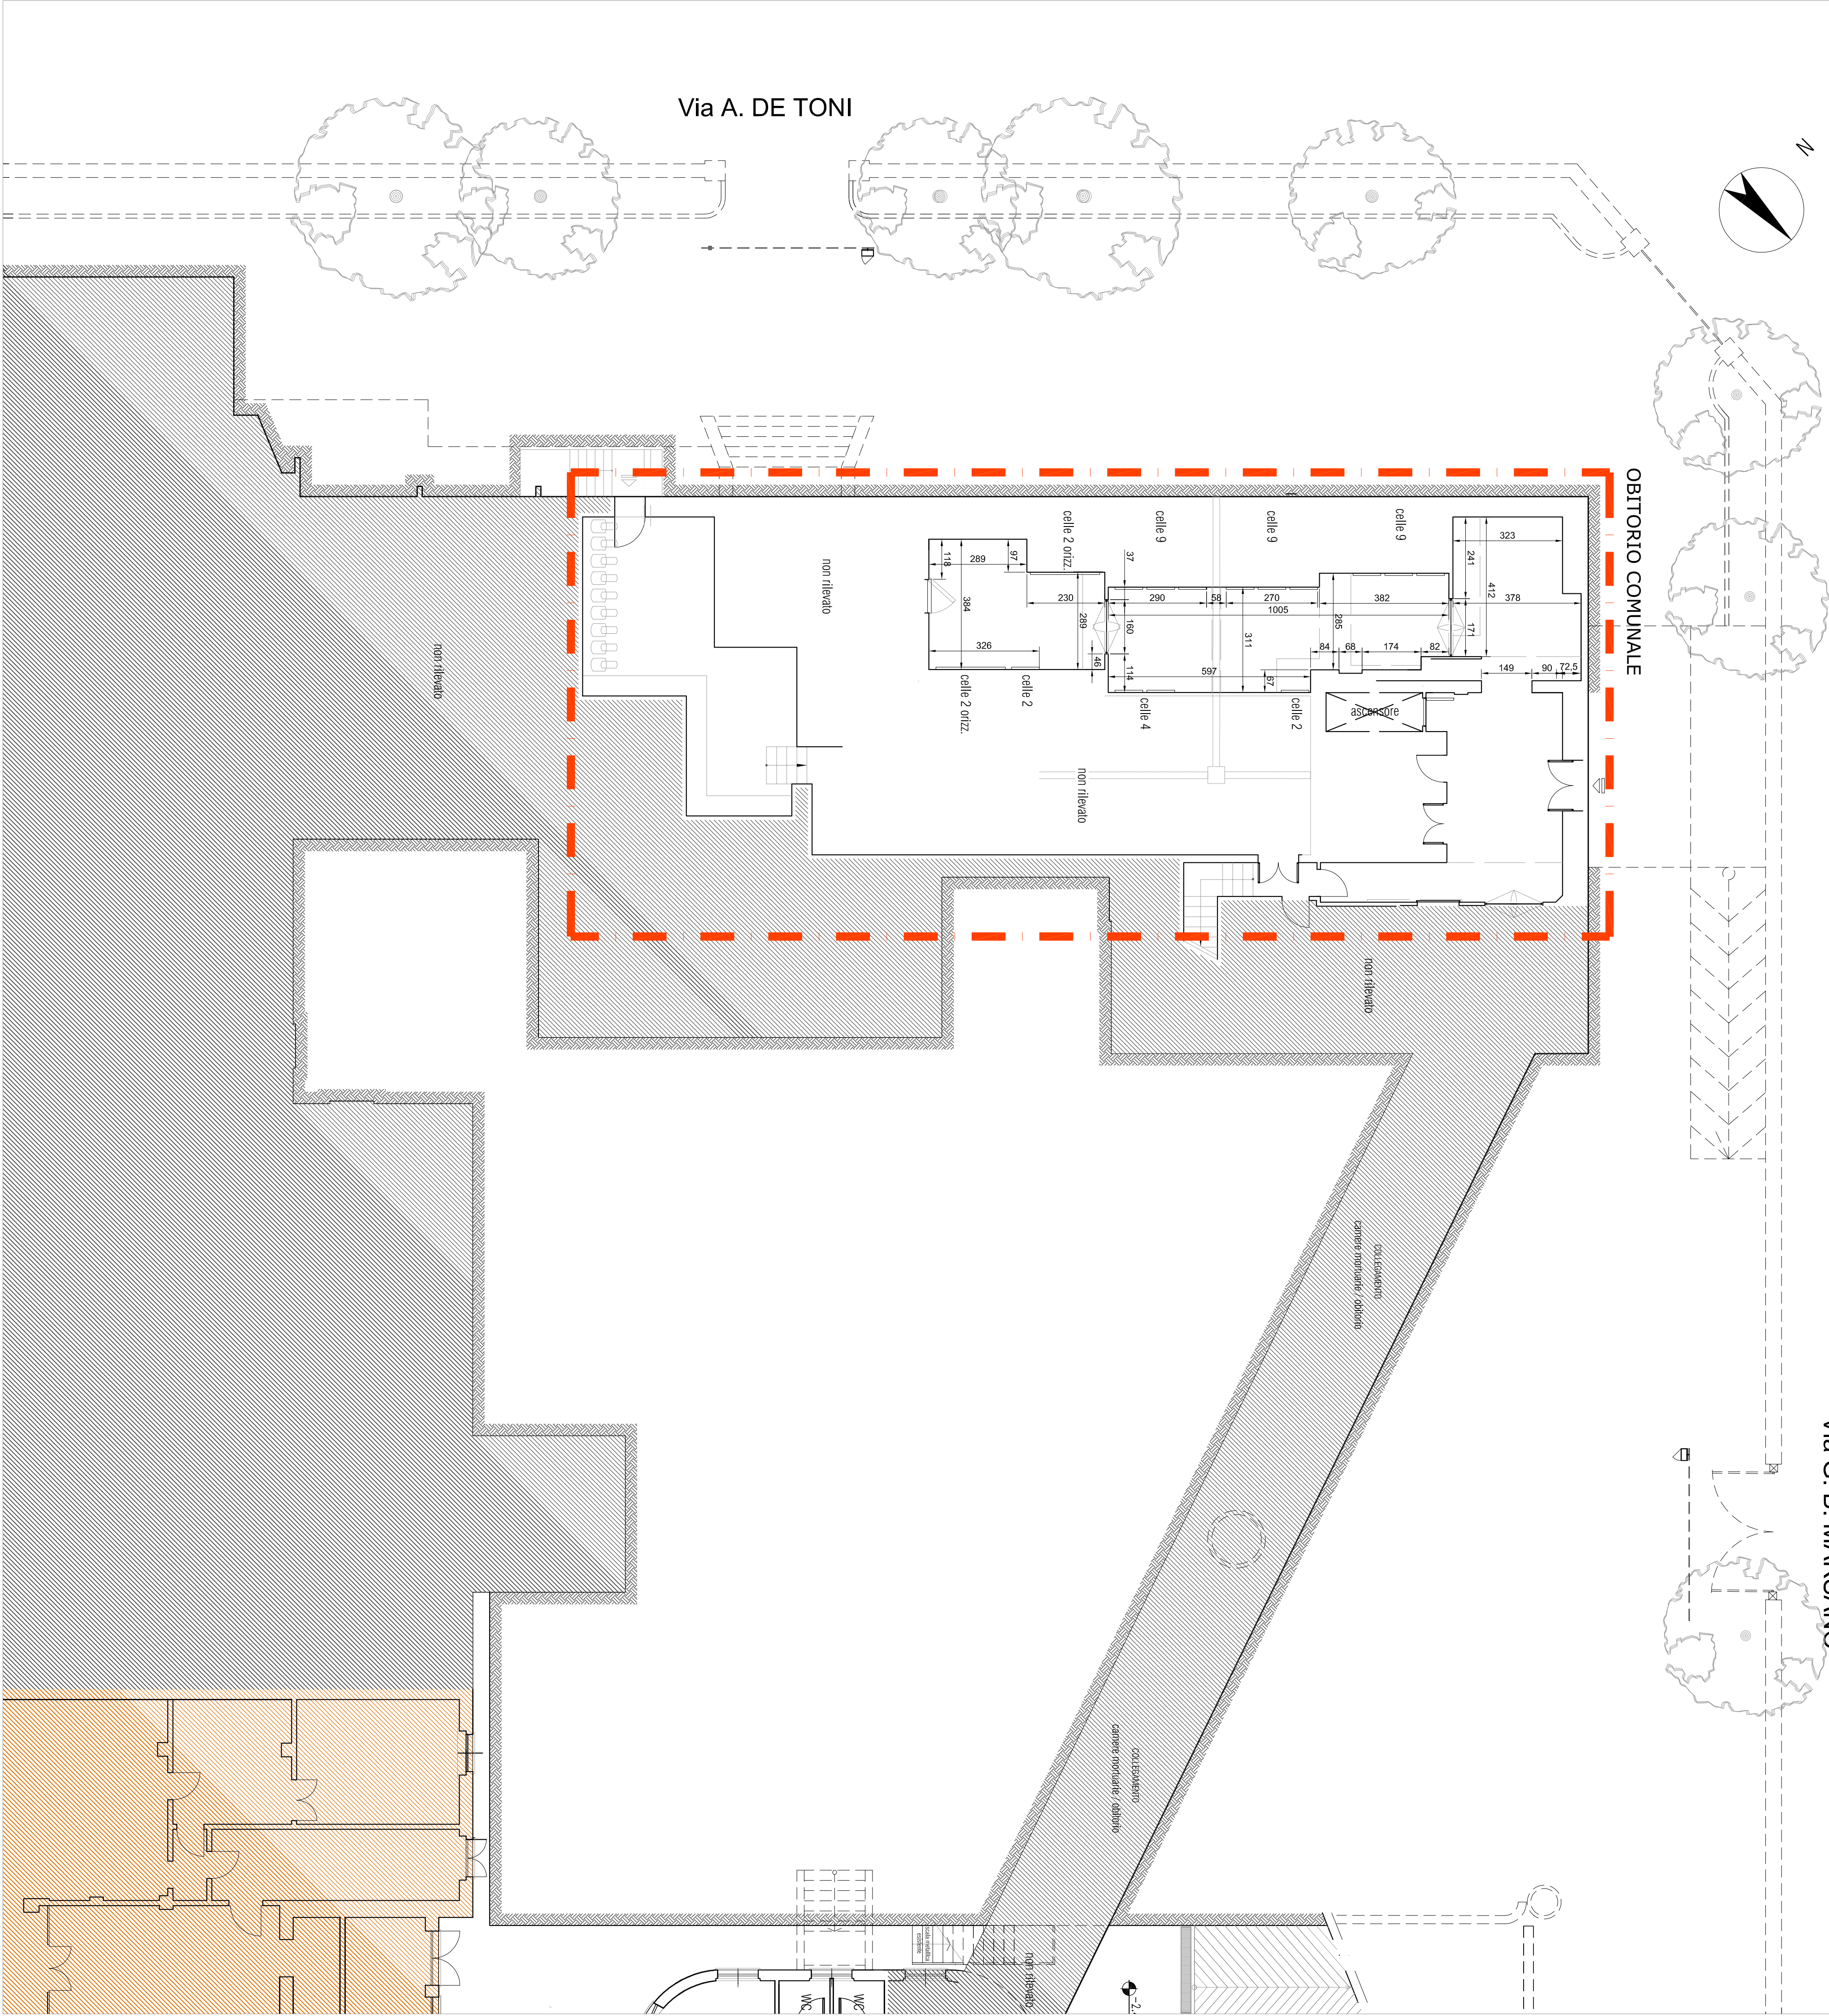 Via A. DE TONI
N
OBITORIO COMUNALE
celle 2 orizz.
celle 9
celle 9
celle 9
non rilevato
non rilevato
323
241
412
378
171
37
118
289
97
384
230
290
58
270
382
1005
160
289
311
285
326
46
114
597
67
84
68
174
82
149
90
72,5
celle 2 orizz.
celle 2
celle 4
celle 2
ascensore
non rilevato
non rilevato
COLLEGAMENTO
camere mortuarie / obitorio
COLLEGAMENTO
camere mortuarie / obitorio
scala metallica
esistente
non rilevato
WC
WC